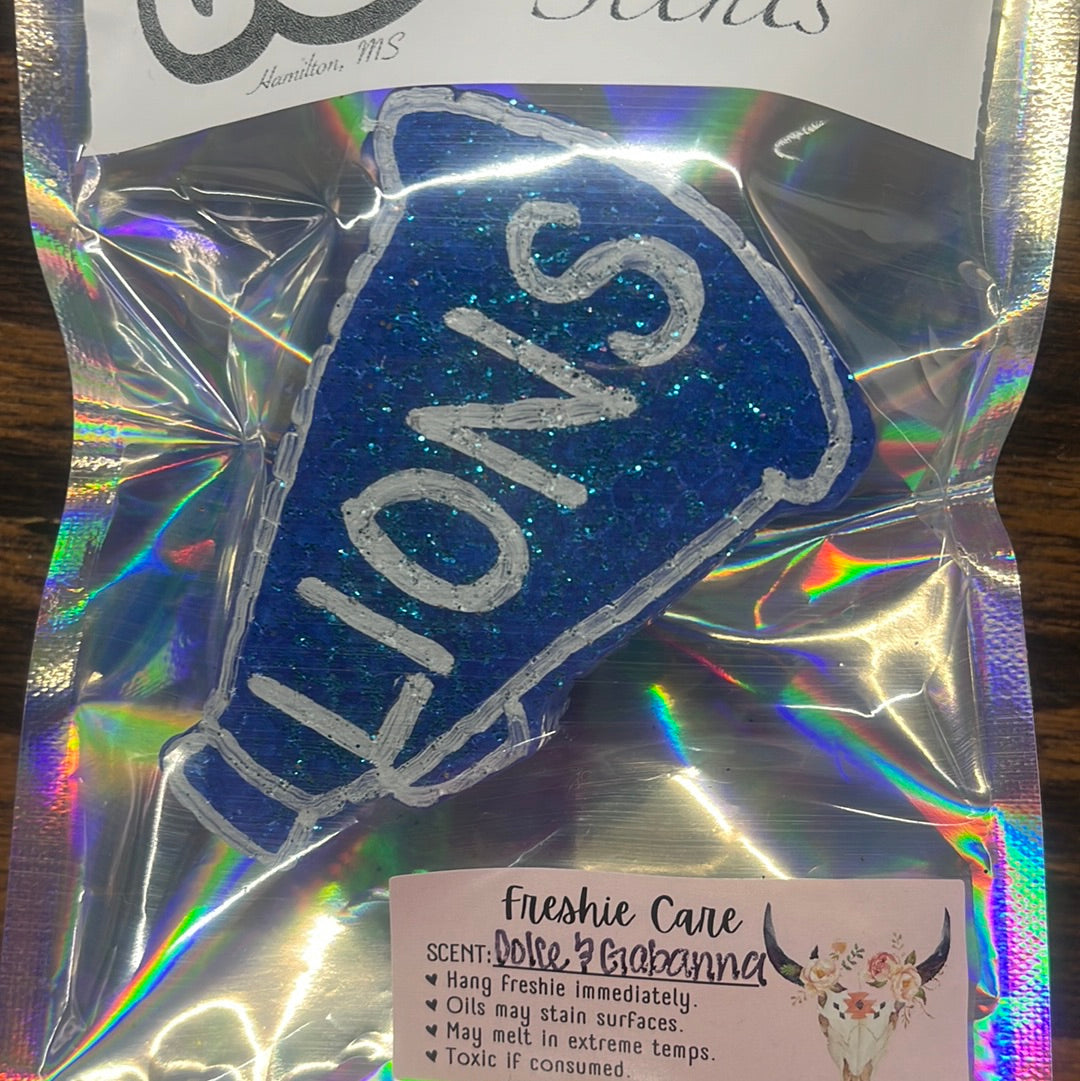 Scents
Hamilton, MS
LIONS
Freshie Care
SCENT: Dolce & Gabanna
♥ Hang freshie immediately.
♥ Oils may stain surfaces.
♥ May melt in extreme temps.
♥ Toxic if consumed.